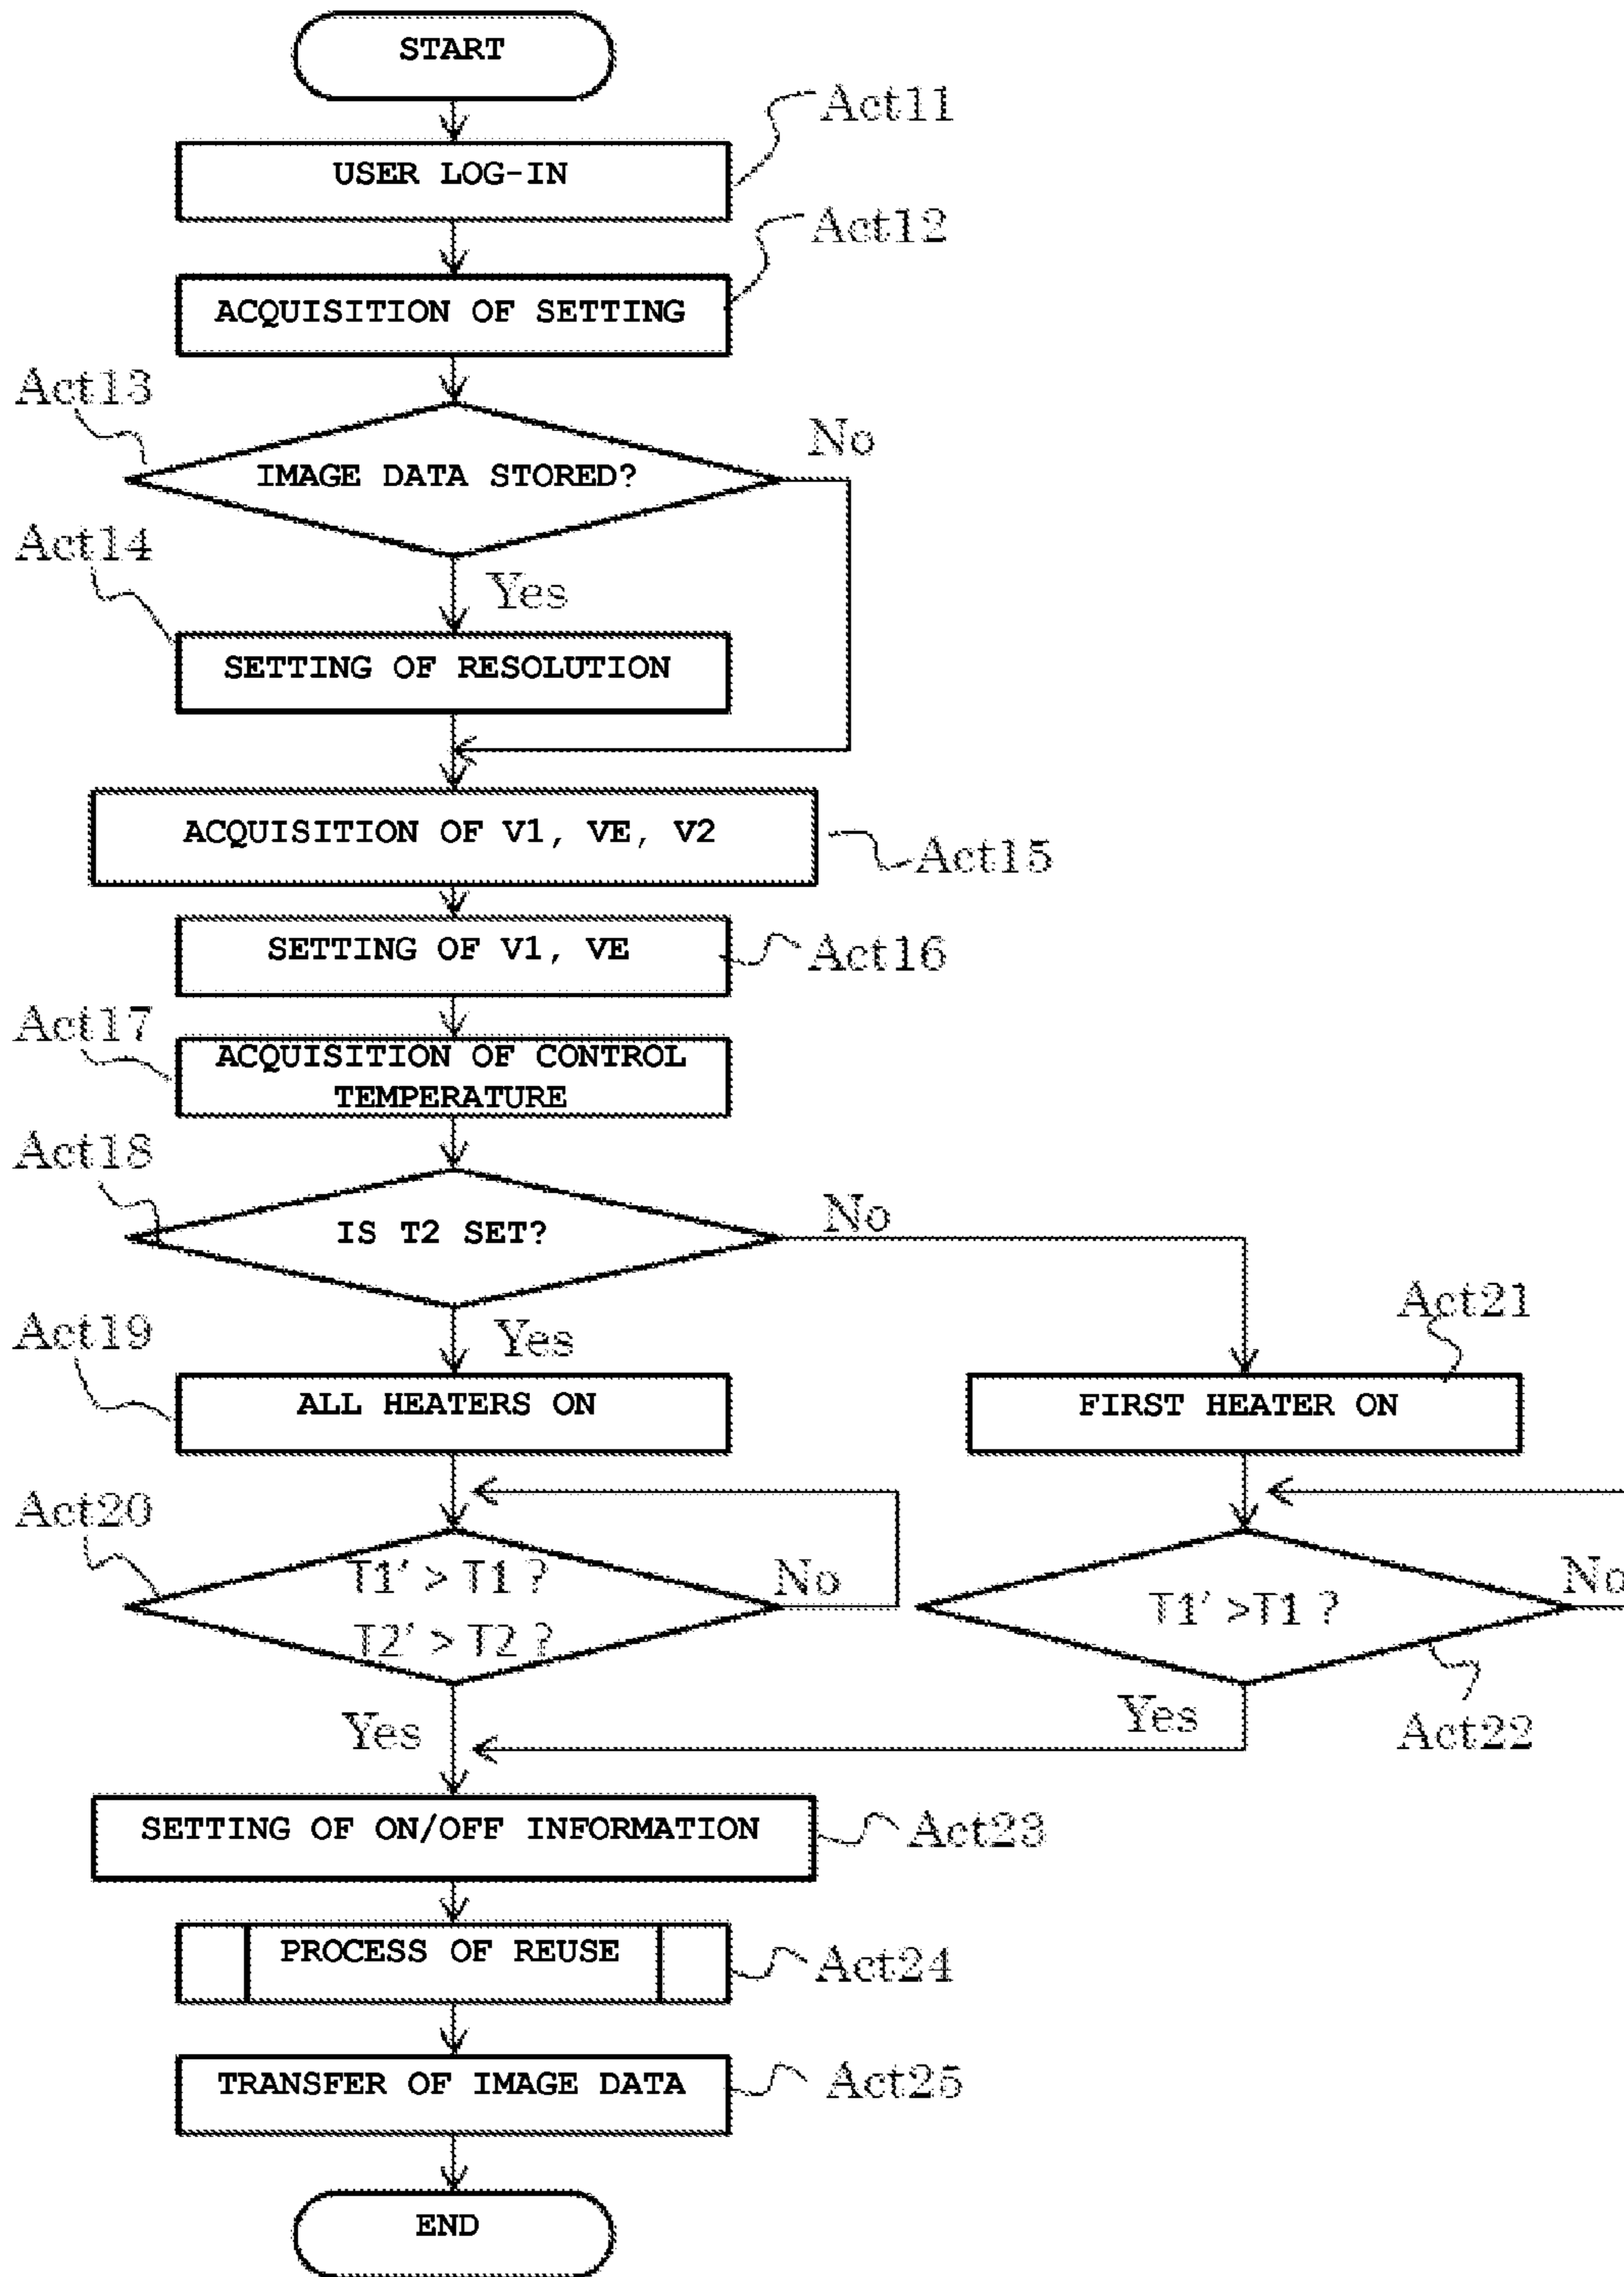 START
Act11
USER LOG-IN
Act12
ACQUISITION OF SETTING
Act13
No
IMAGE DATA STORED?
Act14
Yes
SETTING OF RESOLUTION
ACQUISITION OF V1, VE, V2
Act15
SETTING OF V1, VE
Act16
Act17
ACQUISITION OF CONTROL
TEMPERATURE
Act18
No
IS T2 SET?
Act21
Act19
Yes
ALL HEATERS ON
FIRST HEATER ON
Act20
T1' > T1 ?
T2' > T2 ?
No
T1' >T1 ?
No
Yes
Yes
Act22
SETTING OF ON/OFF INFORMATION
Act23
PROCESS OF REUSE
Act24
TRANSFER OF IMAGE DATA
Act25
END